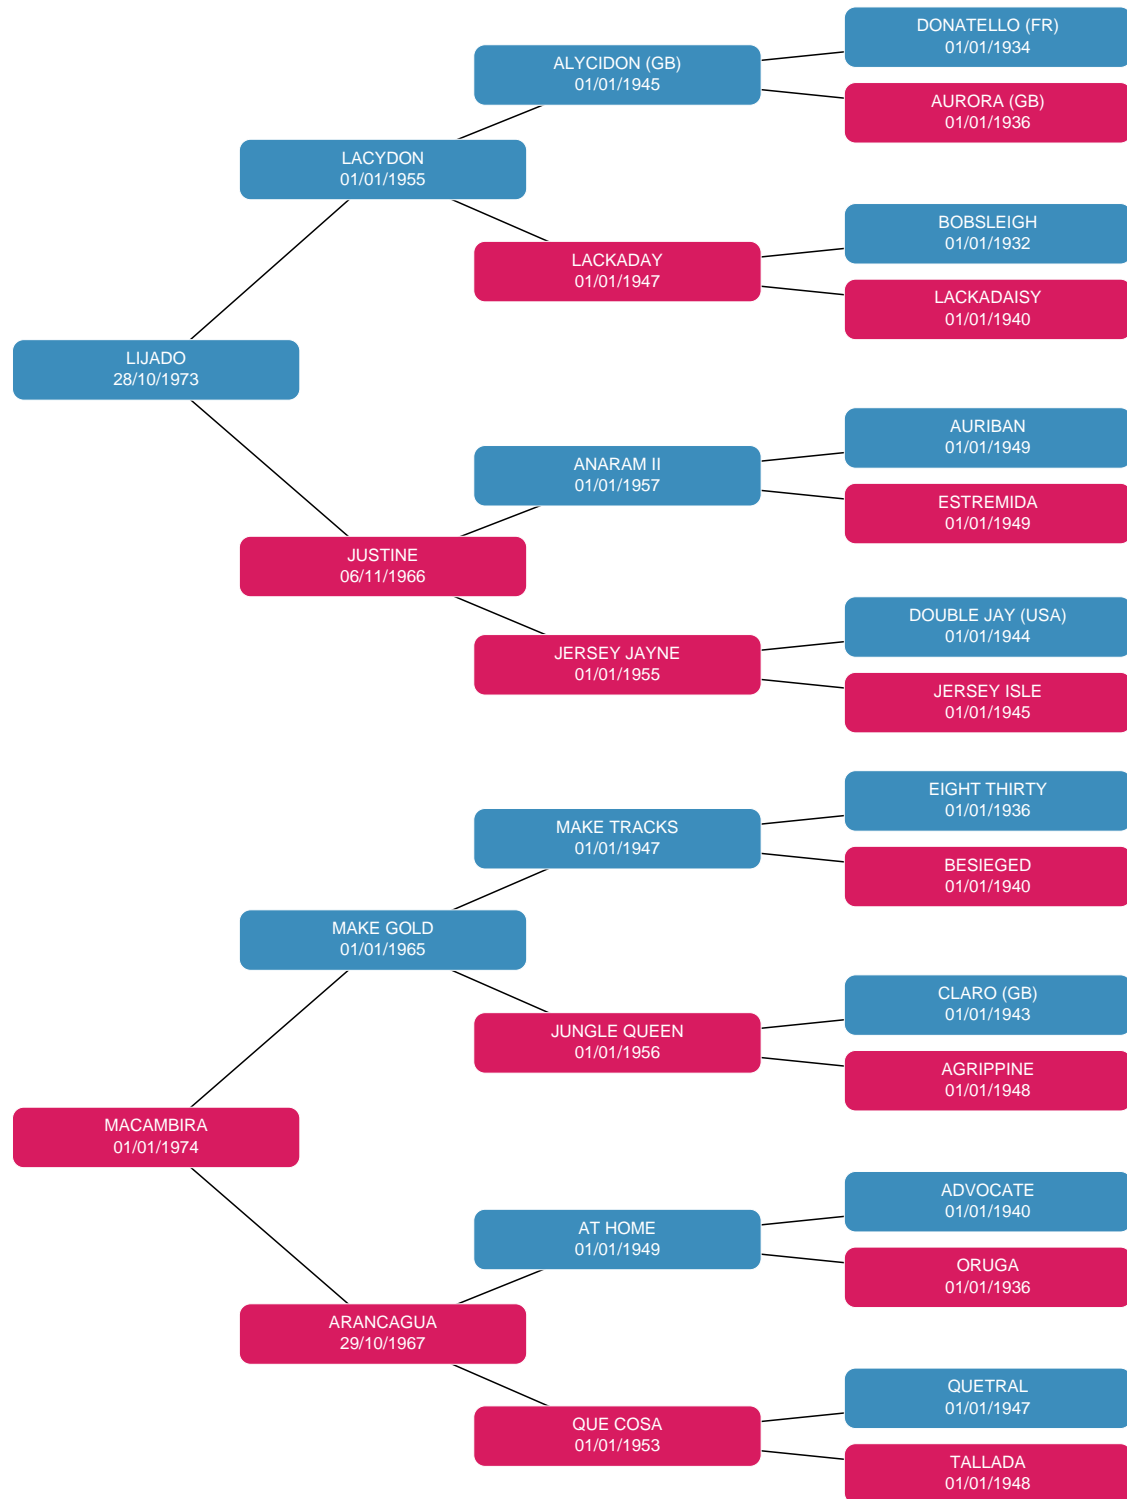 DONATELLO (FR)
01/01/1934
ALYCIDON (GB)
01/01/1945
AURORA (GB)
01/01/1936
LACYDON
01/01/1955
BOBSLEIGH
01/01/1932
LACKADAY
01/01/1947
LACKADAISY
01/01/1940
LIJADO
28/10/1973
AURIBAN
01/01/1949
ANARAM II
01/01/1957
ESTREMIDA
01/01/1949
JUSTINE
06/11/1966
DOUBLE JAY (USA)
01/01/1944
JERSEY JAYNE
01/01/1955
JERSEY ISLE
01/01/1945
EIGHT THIRTY
01/01/1936
MAKE TRACKS
01/01/1947
BESIEGED
01/01/1940
MAKE GOLD
01/01/1965
CLARO (GB)
01/01/1943
JUNGLE QUEEN
01/01/1956
AGRIPPINE
01/01/1948
MACAMBIRA
01/01/1974
ADVOCATE
01/01/1940
AT HOME
01/01/1949
ORUGA
01/01/1936
ARANCAGUA
29/10/1967
QUETRAL
01/01/1947
QUE COSA
01/01/1953
TALLADA
01/01/1948